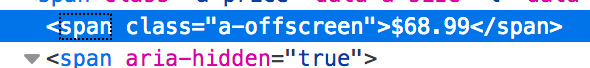 <span class="a-offscreen">$68.99</span>
<span aria-hidden="true">